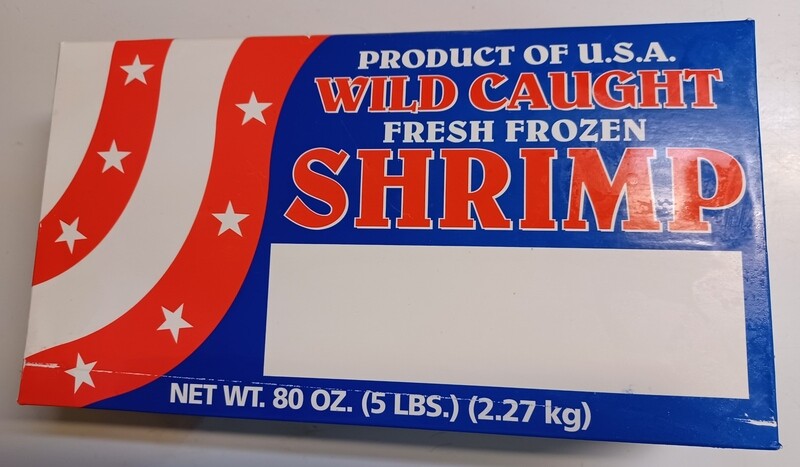 PRODUCT OF U.S.A.
WILD CAUGHT
FRESH FROZEN
SHRIMP
NET WT. 80 OZ. (5 LBS.) (2.27 kg)